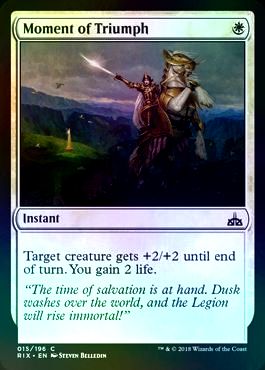 Moment of Triumph
Instant
Target creature gets +2/+2 until end
of turn. You gain 2 life.
“The time of salvation is at hand. Dusk
washes over the world, and the Legion
will rise immortal!”
015/196 C
RIX • EN Steven Belledin
™ & © 2018 Wizards of the Coast